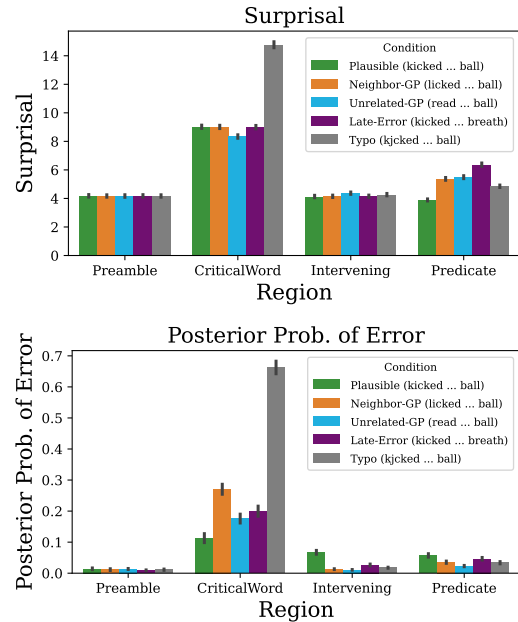 Surprisal
14
12
10
8
6
4
2
0
Surprisal
Condition
Plausible (kicked ... ball)
Neighbor-GP (licked ... ball)
Unrelated-GP (read ... ball)
Late-Error (kicked ... breath)
Typo (kjcked ... ball)
Preamble CriticalWord Intervening Predicate
Region
Posterior Prob. of Error
0.7
0.6
0.5
0.4
0.3
0.2
0.1
0.0
Posterior Prob. of Error
Condition
Plausible (kicked ... ball)
Neighbor-GP (licked ... ball)
Unrelated-GP (read ... ball)
Late-Error (kicked ... breath)
Typo (kjcked ... ball)
Preamble CriticalWord Intervening Predicate
Region